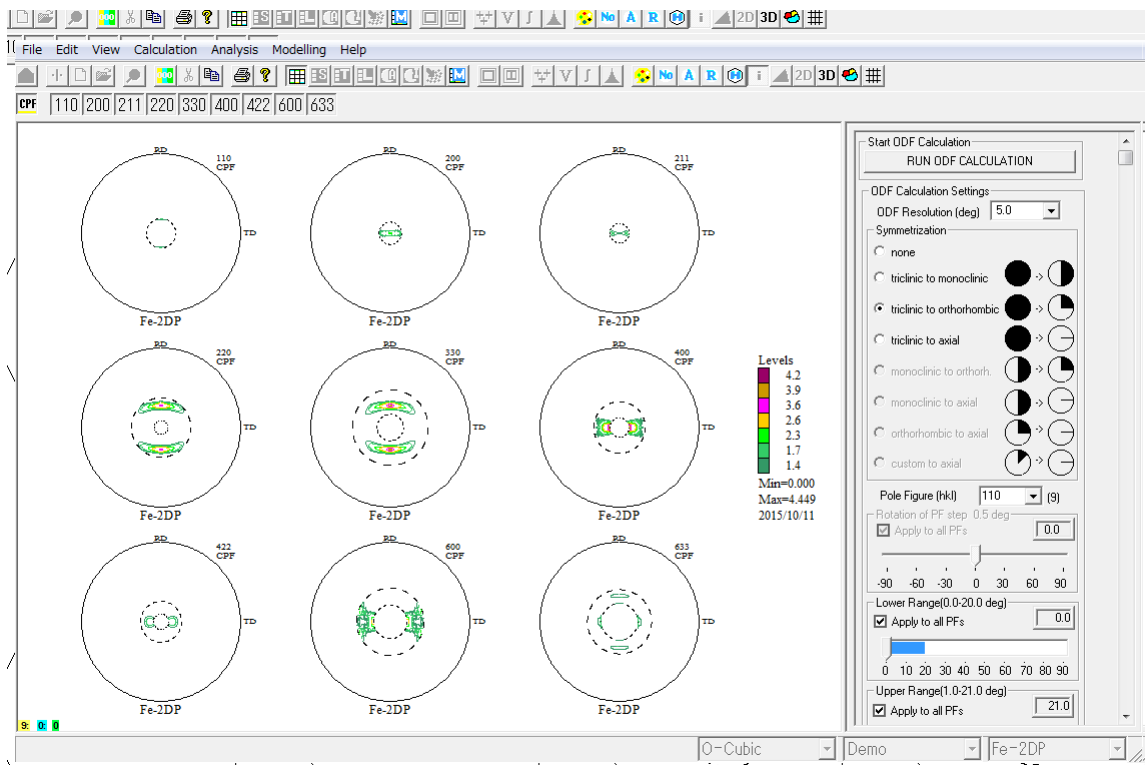 No A R H i 2D 3D
File Edit View Calculation Analysis Modelling Help
No A R H i 2D 3D
CPF 110 200 211 220 330 400 422 600 633
RD 110 CPF TD Fe-2DP
RD 200 CPF TD Fe-2DP
RD 211 CPF TD Fe-2DP
RD 220 CPF TD Fe-2DP
RD 330 CPF TD Fe-2DP
RD 400 CPF TD Fe-2DP
RD 422 CPF TD Fe-2DP
RD 600 CPF TD Fe-2DP
RD 633 CPF TD Fe-2DP
Levels
4.2
3.9
3.6
2.6
2.3
1.7
1.4
Min=0.000
Max=4.449
2015/10/11
9: 0: 0
Start ODF Calculation
RUN ODF CALCULATION
ODF Calculation Settings
ODF Resolution (deg) 5.0
Symmetrization
none
triclinic to monoclinic
triclinic to orthorhombic
triclinic to axial
monoclinic to orthorh.
monoclinic to axial
orthorhombic to axial
custom to axial
Pole Figure (hkl) 110 (9)
Rotation of PF step 0.5 deg
Apply to all PFs 0.0
-90 -60 -30 0 30 60 90
Lower Range(0.0-20.0 deg)
Apply to all PFs 0.0
0 10 20 30 40 50 60 70 80 90
Upper Range(1.0-21.0 deg)
Apply to all PFs 21.0
O-Cubic Demo Fe-2DP